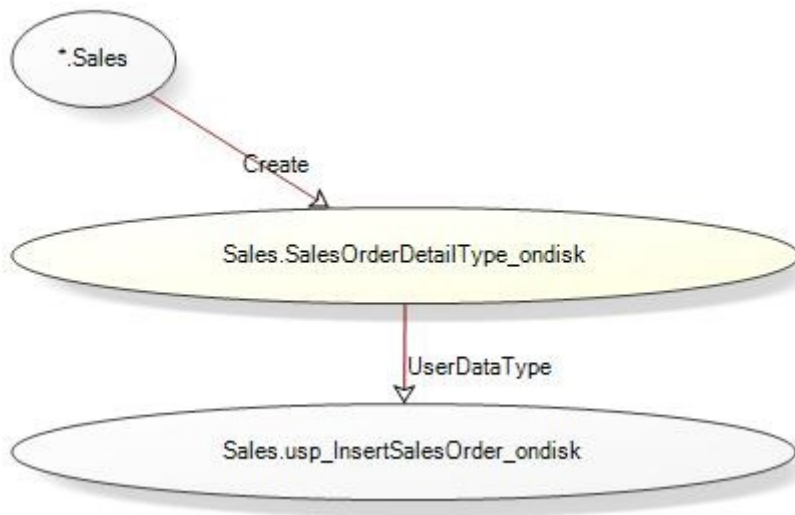 *.Sales
Create
Sales.SalesOrderDetailType_ondisk
UserDataType
Sales.usp_InsertSalesOrder_ondisk